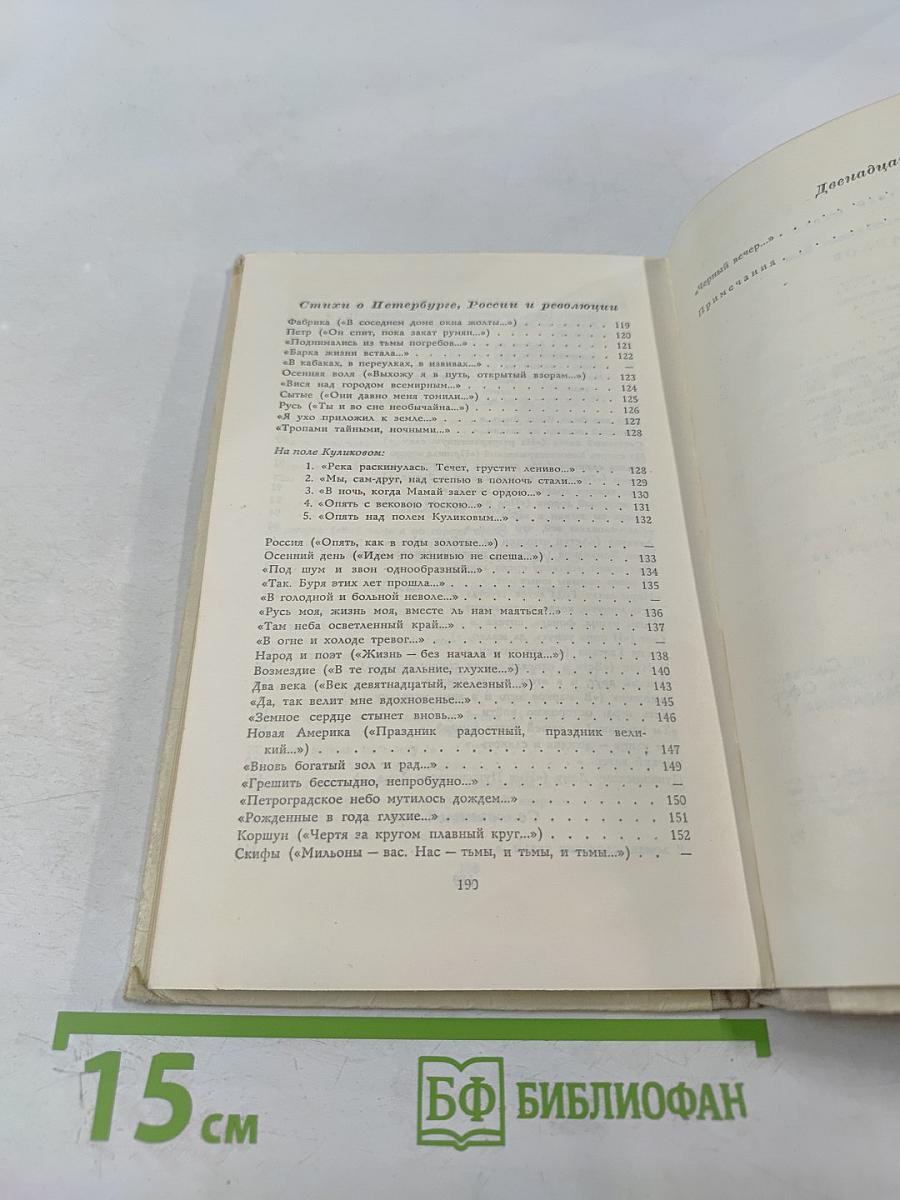 Стихи о Петербурге, России и революции
Фабрика («В соседнем доме окна жолты...») . . . . . . . 119
Петр («Он спит, пока закат румян...») . . . . . . . . . 120
«Поднимались из тьмы погребов...» . . . . . . . . . . . 121
«Барка жизни встала...» . . . . . . . . . . . . . . . . 122
«В кабаках, в переулках, в извивах...» . . . . . . . . . —
Осенняя воля («Выхожу я в путь, открытый взорам...») . . 123
«Вися над городом всемирным...» . . . . . . . . . . . . 124
Сытые («Они давно меня томили...») . . . . . . . . . . . 125
Русь («Ты и во сне необычайна...») . . . . . . . . . . . 126
«Я ухо приложил к земле...» . . . . . . . . . . . . . . 127
«Тропами тайными, ночными...» . . . . . . . . . . . . . 128
На поле Куликовом:
1. «Река раскинулась. Течет, грустит лениво...» . . . . 128
2. «Мы, сам-друг, над степью в полночь стали...» . . . 129
3. «В ночь, когда Мамай залег с ордою...» . . . . . . . 130
4. «Опять с вековою тоскою...» . . . . . . . . . . . . 131
5. «Опять над полем Куликовым...» . . . . . . . . . . . 132
Россия («Опять, как в годы золотые...») . . . . . . . . . —
Осенний день («Идем по жнивью не спеша...») . . . . . . 133
«Под шум и звон однообразный...» . . . . . . . . . . . 134
«Так. Буря этих лет прошла...» . . . . . . . . . . . . 135
«В голодной и больной неволе...» . . . . . . . . . . . . —
«Русь моя, жизнь моя, вместе ль нам маяться?..» . . . . . 136
«Там неба осветленный край...» . . . . . . . . . . . . 137
«В огне и холоде тревог...» . . . . . . . . . . . . . . —
Народ и поэт («Жизнь — без начала и конца...») . . . . . 138
Возмездие («В те годы дальние, глухие...») . . . . . . . 140
Два века («Век девятнадцатый, железный...») . . . . . . 143
«Да, так велит мне вдохновенье...» . . . . . . . . . . 145
«Земное сердце стынет вновь...» . . . . . . . . . . . . 146
Новая Америка («Праздник радостный, праздник вели-
кий...») . . . . . . . . . . . . . . . . . . . . . . . 147
«Вновь богатый зол и рад...» . . . . . . . . . . . . . 149
«Грешить бесстыдно, непробудно...» . . . . . . . . . . . —
«Петроградское небо мутилось дождем...» . . . . . . . . 150
«Рожденные в года глухие...» . . . . . . . . . . . . . 151
Коршун («Чертя за кругом плавный круг...») . . . . . . . 152
Скифы («Мильоны — вас. Нас — тьмы, и тьмы, и тьмы...») . . —
190
Двенадца
«Черный вечер...» . . . . . . .
Примечания . . . . . . . .
15 см
БФ БИБЛИОФАН